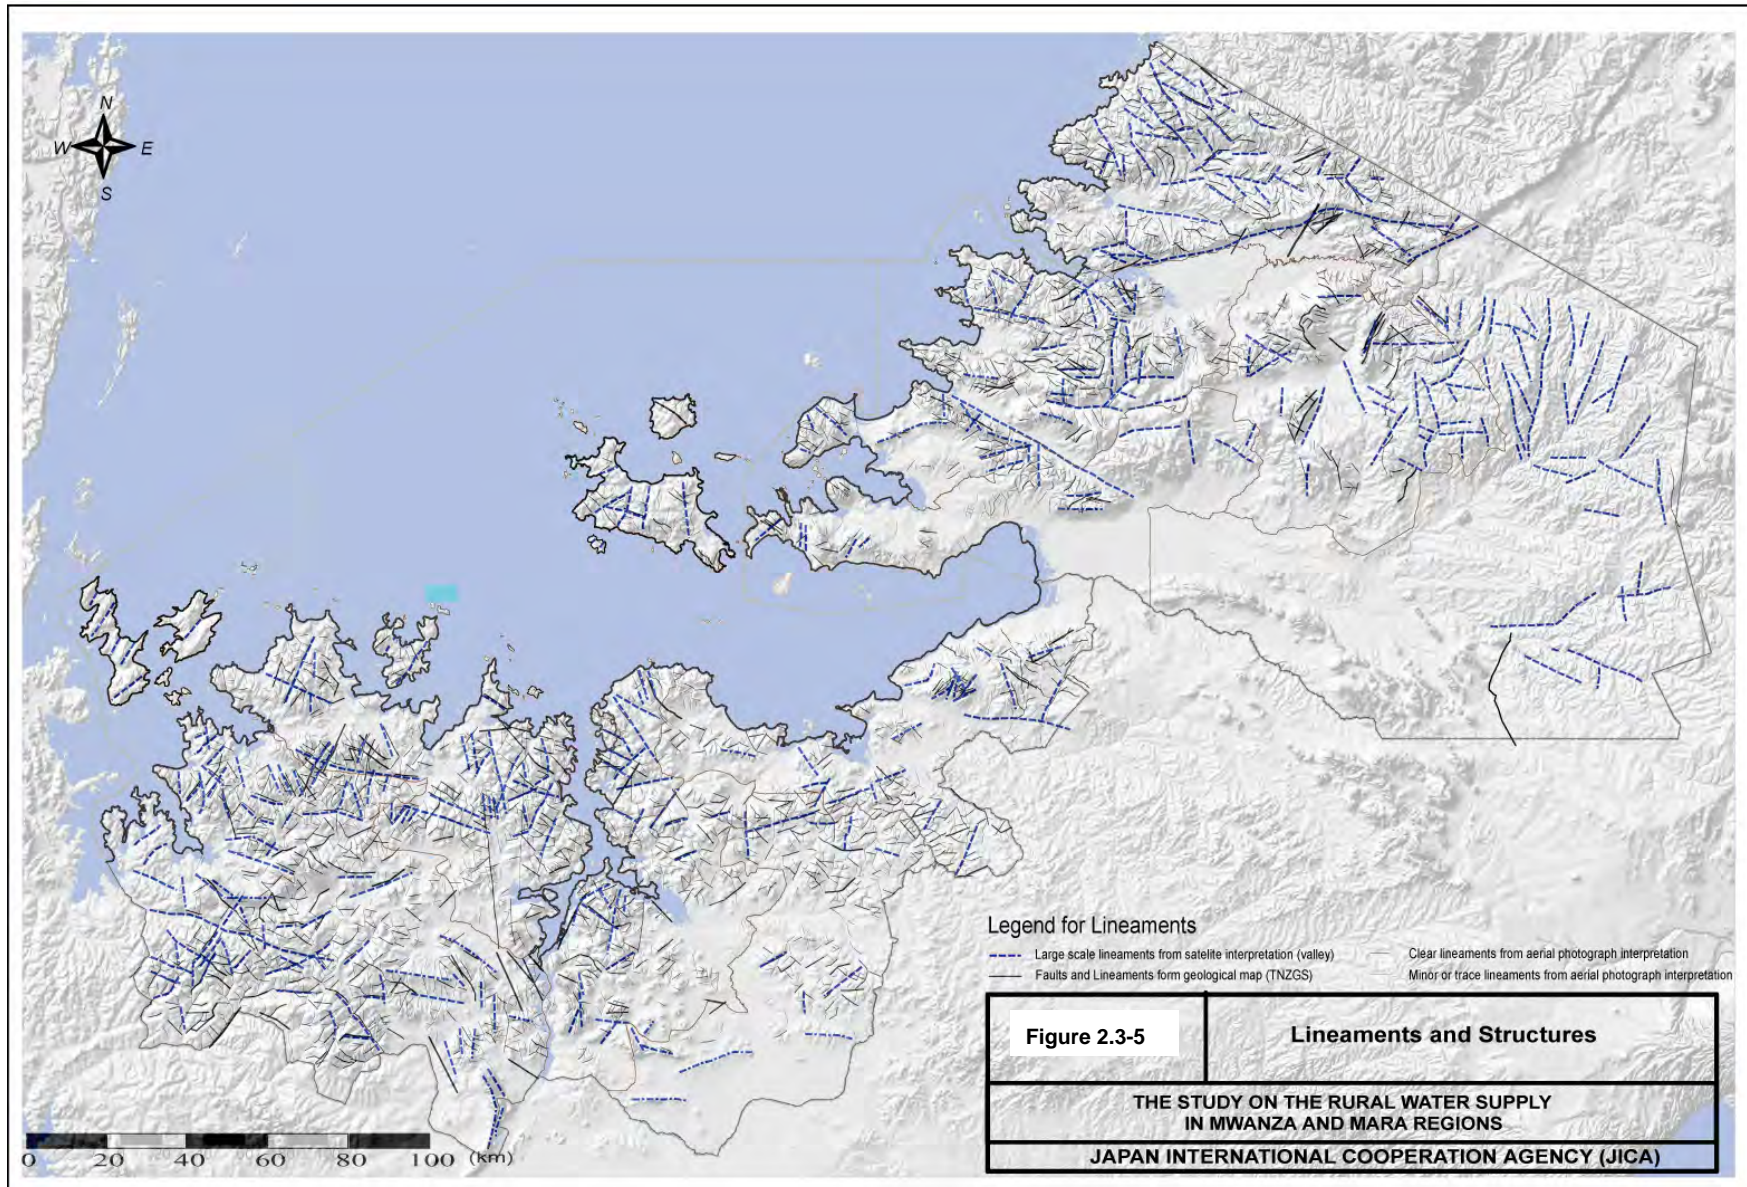 N
W E
S
Legend for Lineaments
Large scale lineaments from satelite interpretation (valley)
Faults and Lineaments form geological map (TNZGS)
Clear lineaments from aerial photograph interpretation
Minor or trace lineaments from aerial photograph interpretation
Figure 2.3-5
Lineaments and Structures
THE STUDY ON THE RURAL WATER SUPPLY
IN MWANZA AND MARA REGIONS
JAPAN INTERNATIONAL COOPERATION AGENCY (JICA)
0 20 40 60 80 100 (km)